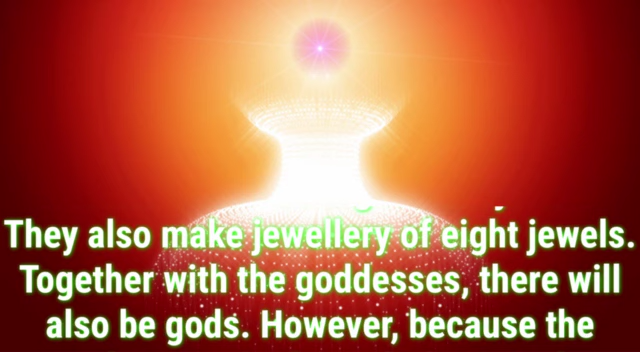 They also make jewellery of eight jewels.
Together with the goddesses, there will
also be gods. However, because the